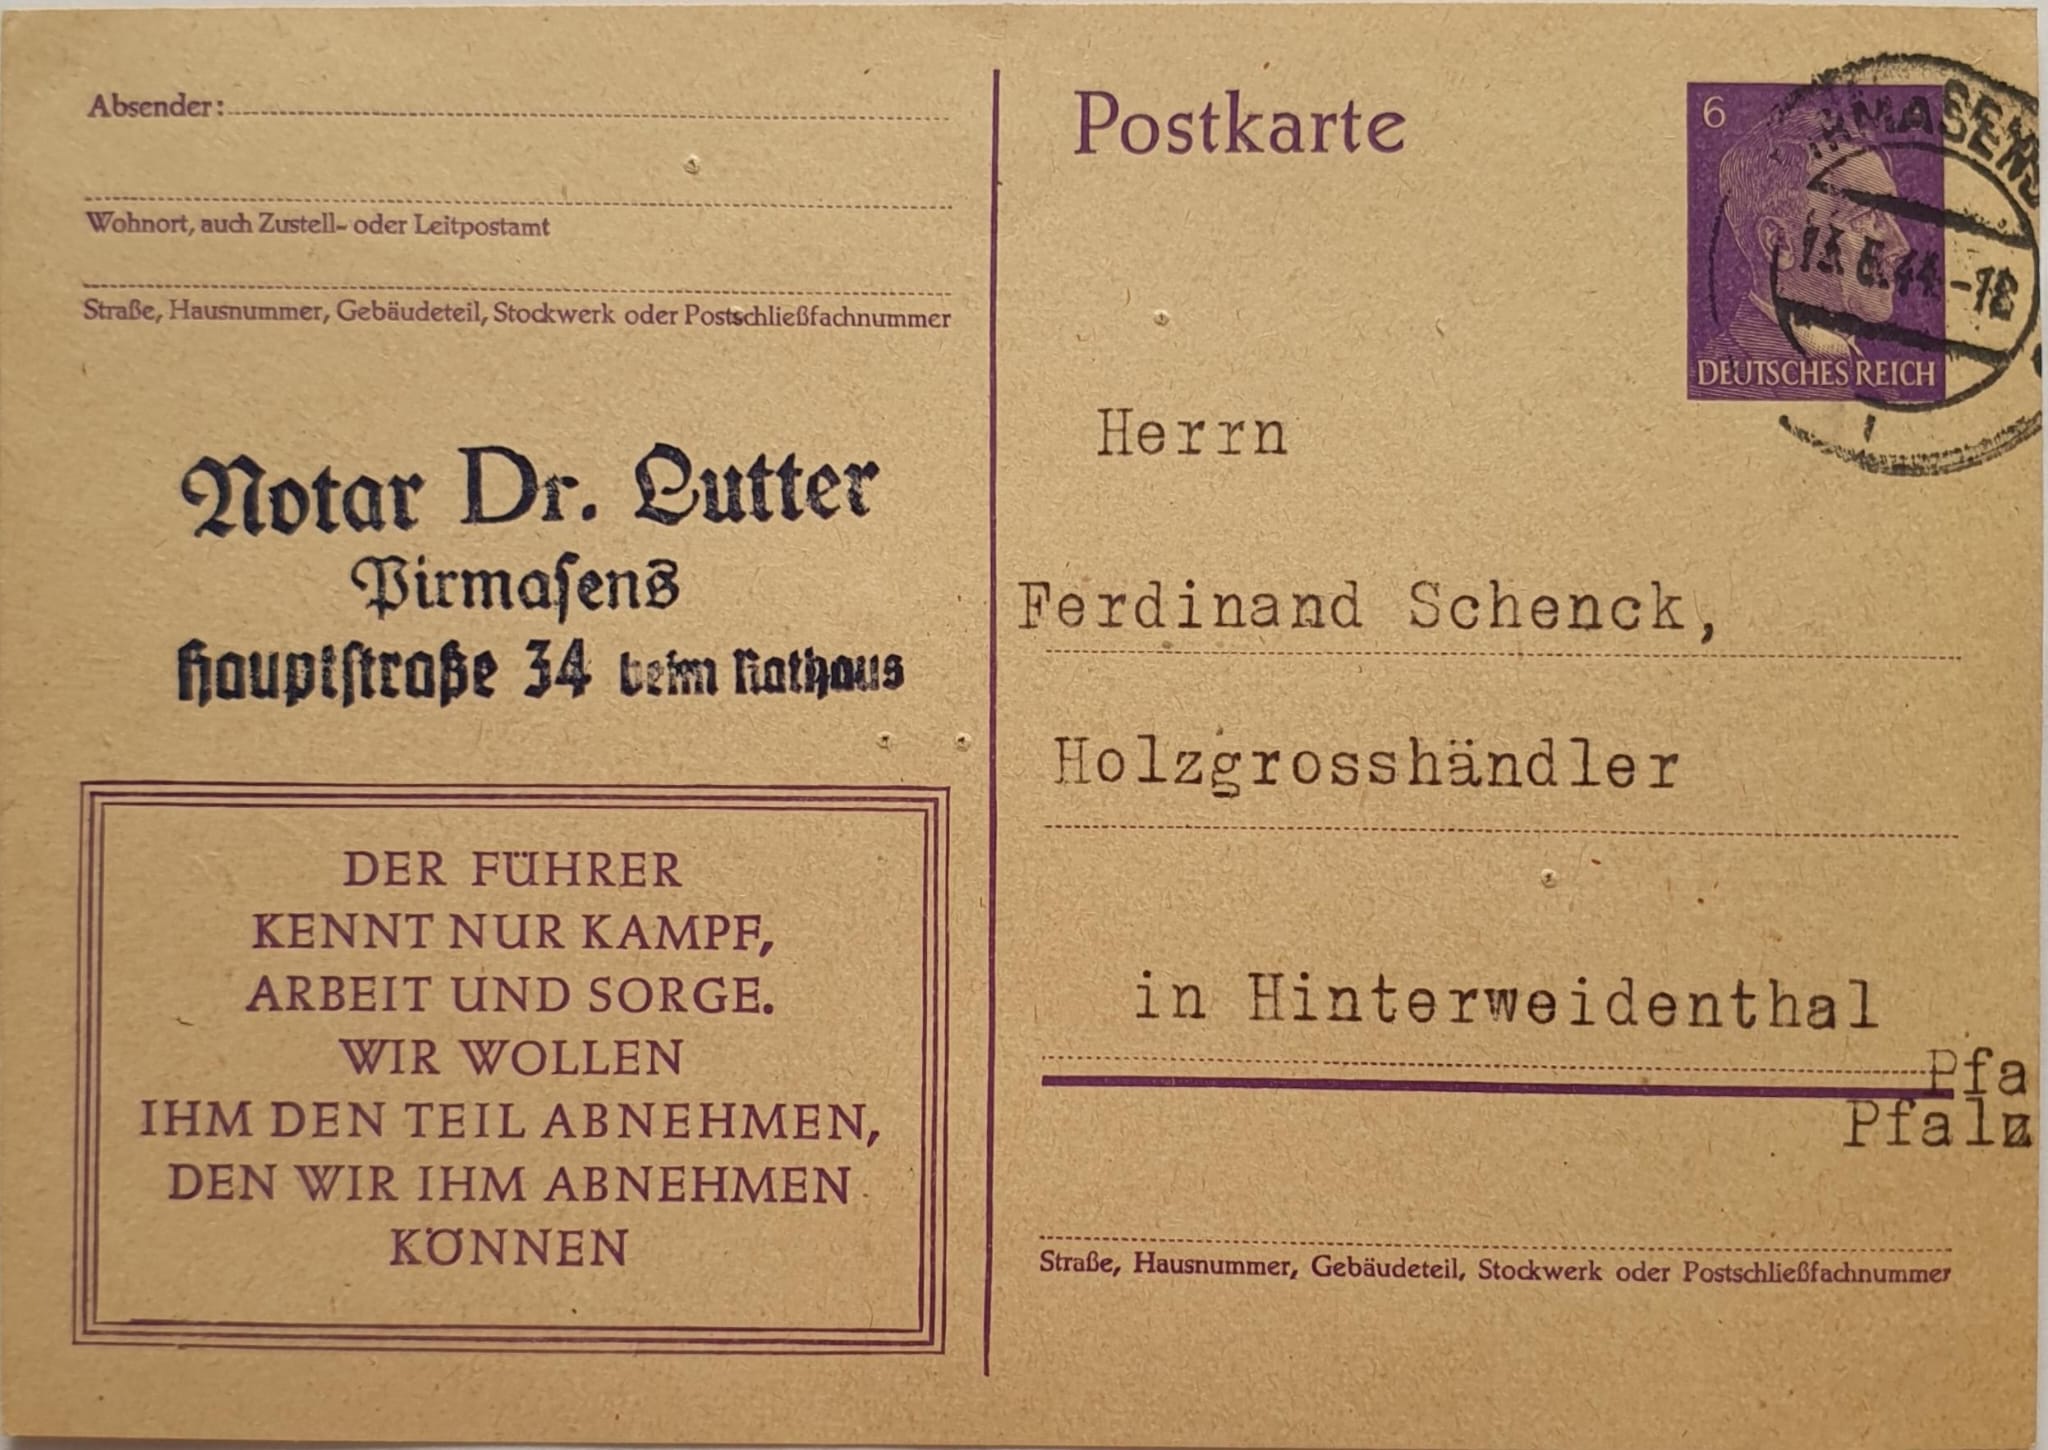 Absender:
Wohnort, auch Zustell- oder Leitpostamt
Straße, Hausnummer, Gebäudeteil, Stockwerk oder Postschließfachnummer
Notar Dr. Lutter
Pirmasens
Hauptstraße 34 beim Rathaus
DER FÜHRER
KENNT NUR KAMPF,
ARBEIT UND SORGE.
WIR WOLLEN
IHM DEN TEIL ABNEHMEN,
DEN WIR IHM ABNEHMEN
KÖNNEN
Postkarte
6
DEUTSCHES REICH
IRMASENS
44-18
Herrn
Ferdinand Schenck,
Holzgrosshändler
in Hinterweidenthal
Pfa
Pfalz
Straße, Hausnummer, Gebäudeteil, Stockwerk oder Postschließfachnummer